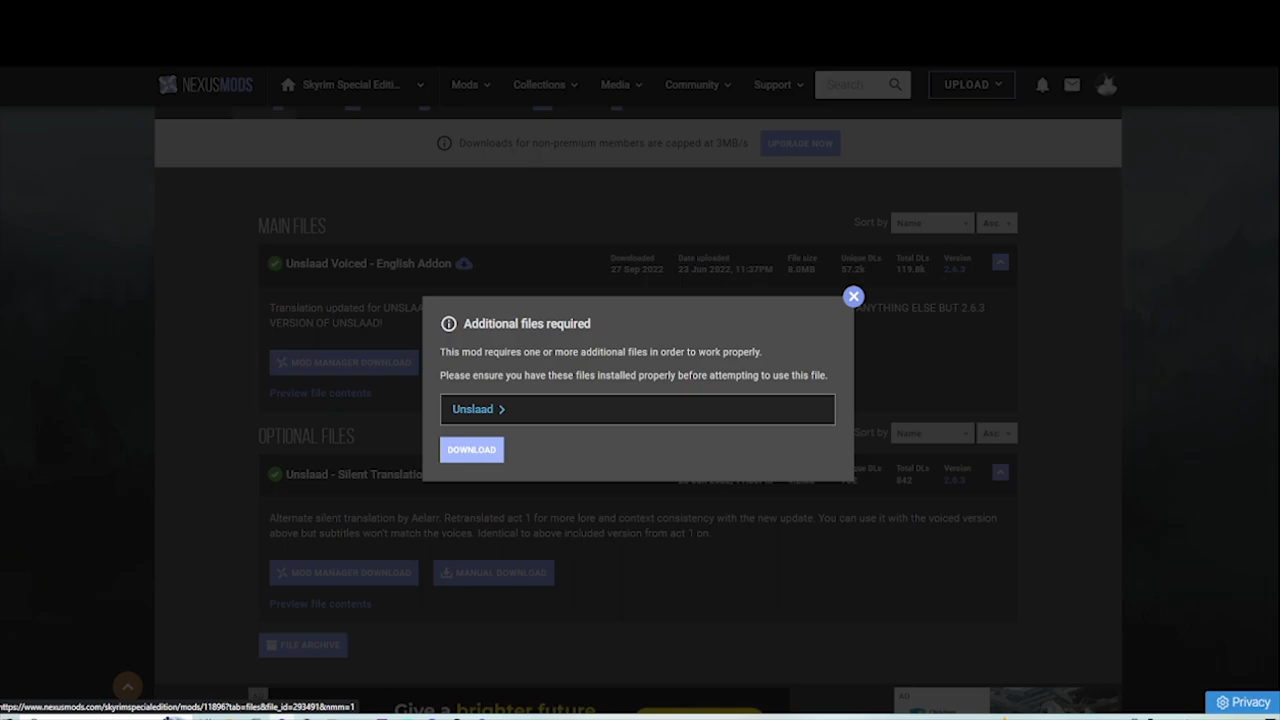 NEXUSMODS
Skyrim Special Editi...
Mods
Collections
Media
Community
Support
Search
UPLOAD
Downloads for non-premium members are capped at 3MB/s
UPGRADE NOW
MAIN FILES
Sort by Name Asc
Unslaad Voiced - English Addon
Downloaded
27 Sep 2022
Date uploaded
23 Jun 2022, 11:37PM
File size
8.0MB
Unique DLs
57.2k
Total DLs
119.8k
Version
2.6.3
Translation updated for UNSLAA
ANYTHING ELSE BUT 2.6.3
VERSION OF UNSLAAD!
MOD MANAGER DOWNLOAD
Preview file contents
Additional files required
This mod requires one or more additional files in order to work properly.
Please ensure you have these files installed properly before attempting to use this file.
Unslaad >
DOWNLOAD
OPTIONAL FILES
Sort by Name Asc
Unslaad - Silent Translatio
Total DLs
842
Version
2.6.3
Alternate silent translation by Aelarr. Retranslated act 1 for more lore and context consistency with the new update. You can use it with the voiced version
above but subtitles won't match the voices. Identical to above included version from act 1 on.
MOD MANAGER DOWNLOAD
MANUAL DOWNLOAD
Preview file contents
FILE ARCHIVE
AD
Give a brighter future
AD
https://www.nexusmods.com/skyrimspecialedition/mods/11896?tab=files&file_id=293491&nmm=1
Privacy